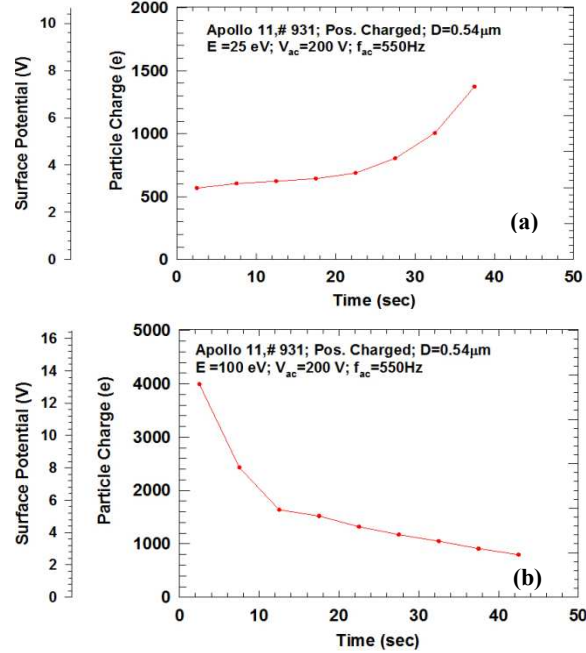 Apollo 11,# 931; Pos. Charged; D=0.54μm
E =25 eV; Vac=200 V; fac=550Hz
Surface Potential (V)
10
8
6
4
2
0
Particle Charge (e)
2000
1500
1000
500
0
(a)
0 10 20 30 40 50
Time (sec)
Apollo 11,# 931; Pos. Charged; D=0.54μm
E =100 eV; Vac=200 V; fac=550Hz
Surface Potential (V)
16
14
12
10
8
6
4
2
0
Particle Charge (e)
5000
4000
3000
2000
1000
0
(b)
0 10 20 30 40 50
Time (sec)